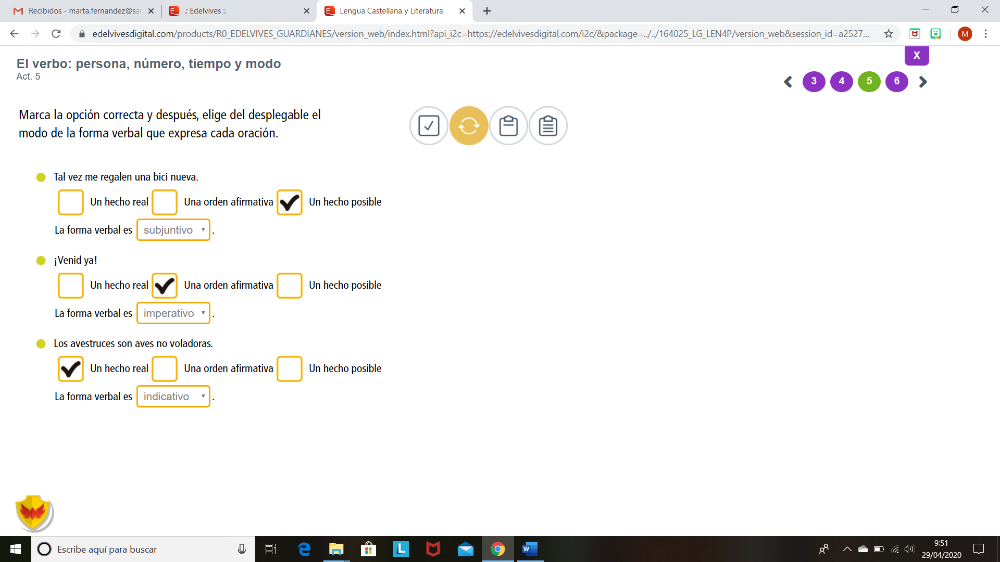 Recibidos - marta.fernandez@sar
.: Edelvives :.
Lengua Castellana y Literatura
edelvivesdigital.com/products/R0_EDELVIVES_GUARDIANES/version_web/index.html?api_i2c=https://edelvivesdigital.com/i2c/&package=../../164025_LG_LEN4P/version_web&session_id=a2527...
M
El verbo: persona, número, tiempo y modo
X
Act. 5
3 4 5 6
Marca la opción correcta y después, elige del desplegable el
modo de la forma verbal que expresa cada oración.
Tal vez me regalen una bici nueva.
Un hecho real Una orden afirmativa Un hecho posible
La forma verbal es subjuntivo .
¡Venid ya!
Un hecho real Una orden afirmativa Un hecho posible
La forma verbal es imperativo .
Los avestruces son aves no voladoras.
Un hecho real Una orden afirmativa Un hecho posible
La forma verbal es indicativo .
Escribe aquí para buscar
9:51
29/04/2020